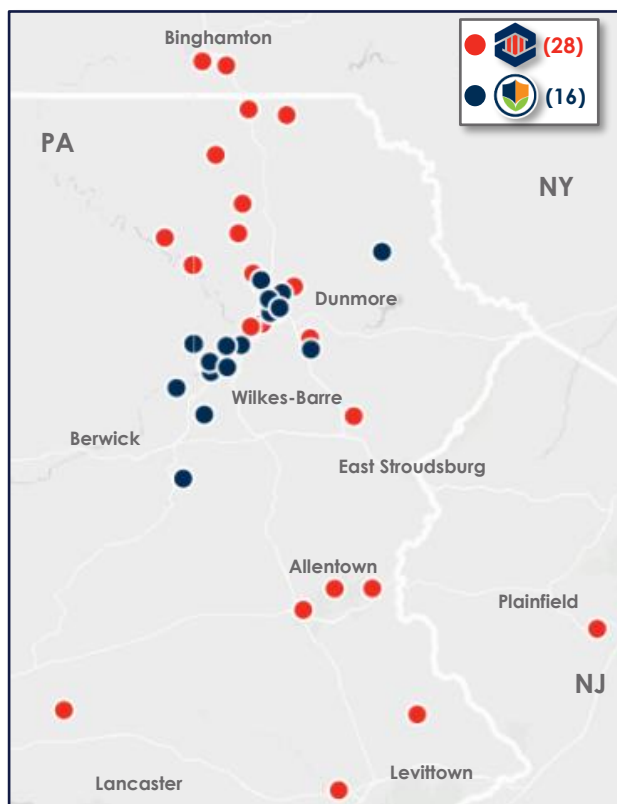 Binghamton
(28)
(16)
PA
NY
Dunmore
Wilkes-Barre
Berwick
East Stroudsburg
Allentown
Plainfield
NJ
Levittown
Lancaster